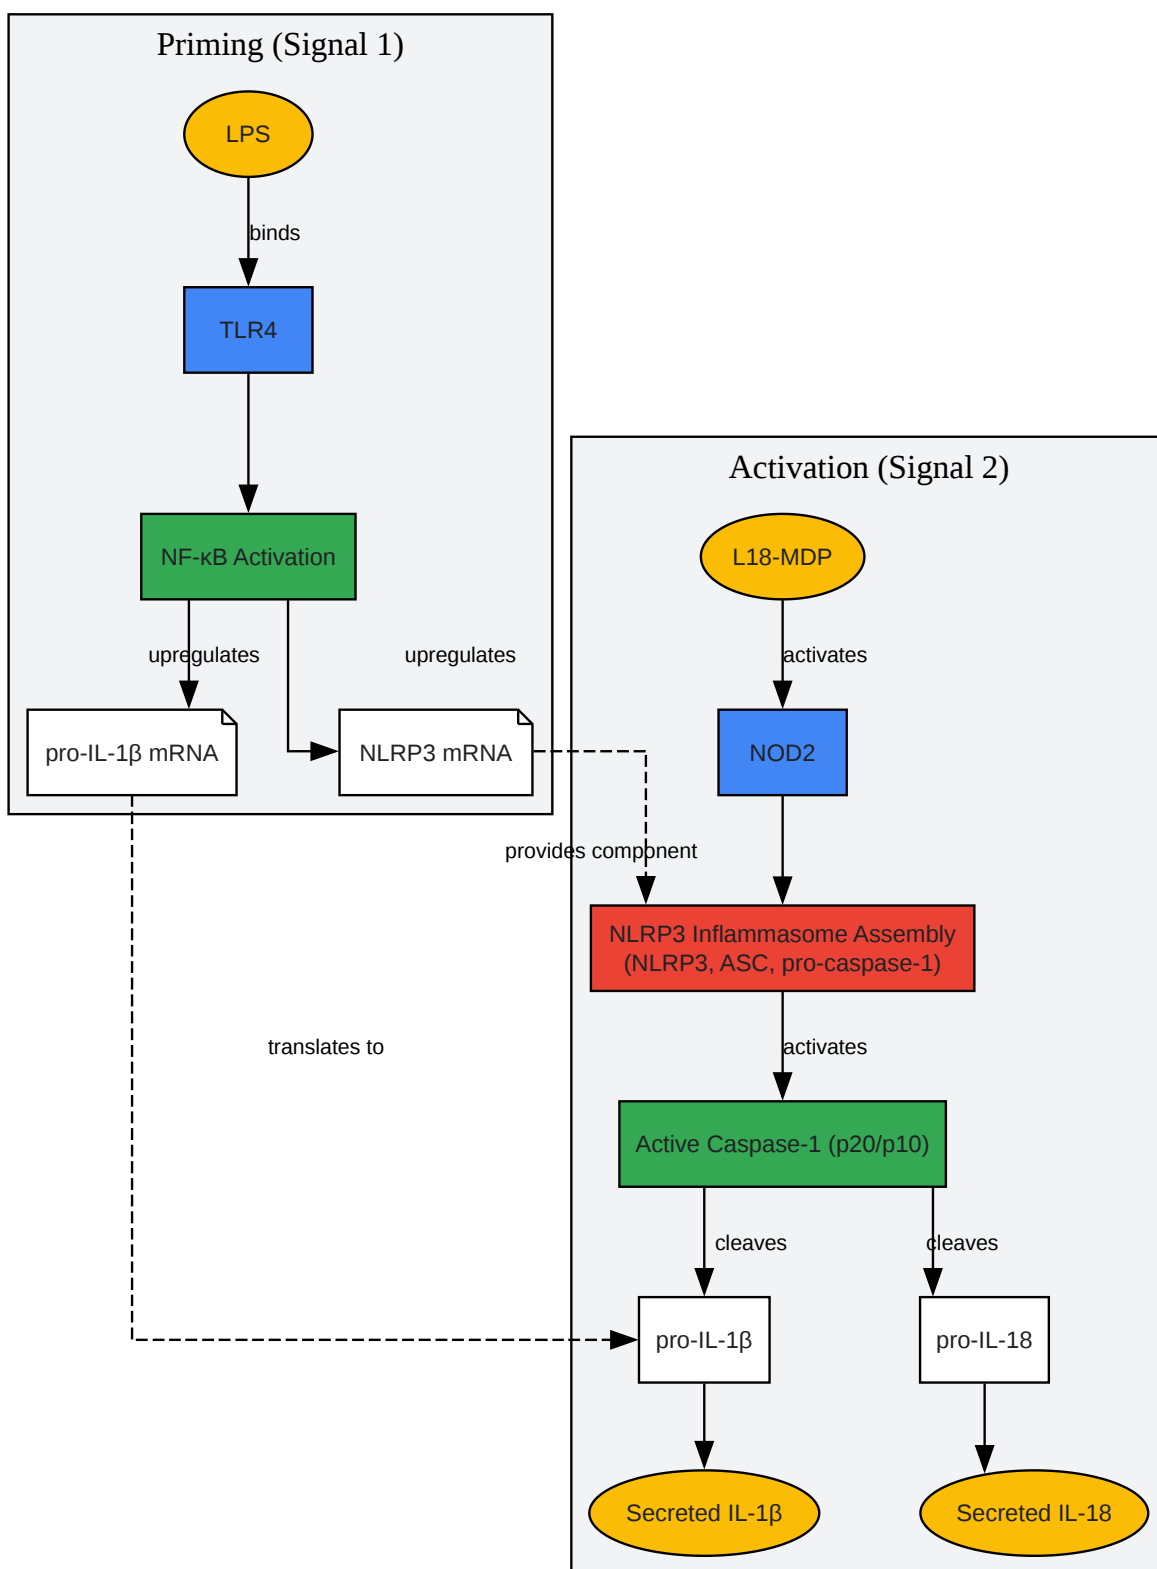 Priming (Signal 1)
LPS
binds
TLR4
NF-κB Activation
upregulates
upregulates
pro-IL-1β mRNA
NLRP3 mRNA
Activation (Signal 2)
L18-MDP
activates
NOD2
provides component
NLRP3 Inflammasome Assembly
(NLRP3, ASC, pro-caspase-1)
translates to
activates
Active Caspase-1 (p20/p10)
cleaves
cleaves
pro-IL-1β
pro-IL-18
Secreted IL-1β
Secreted IL-18